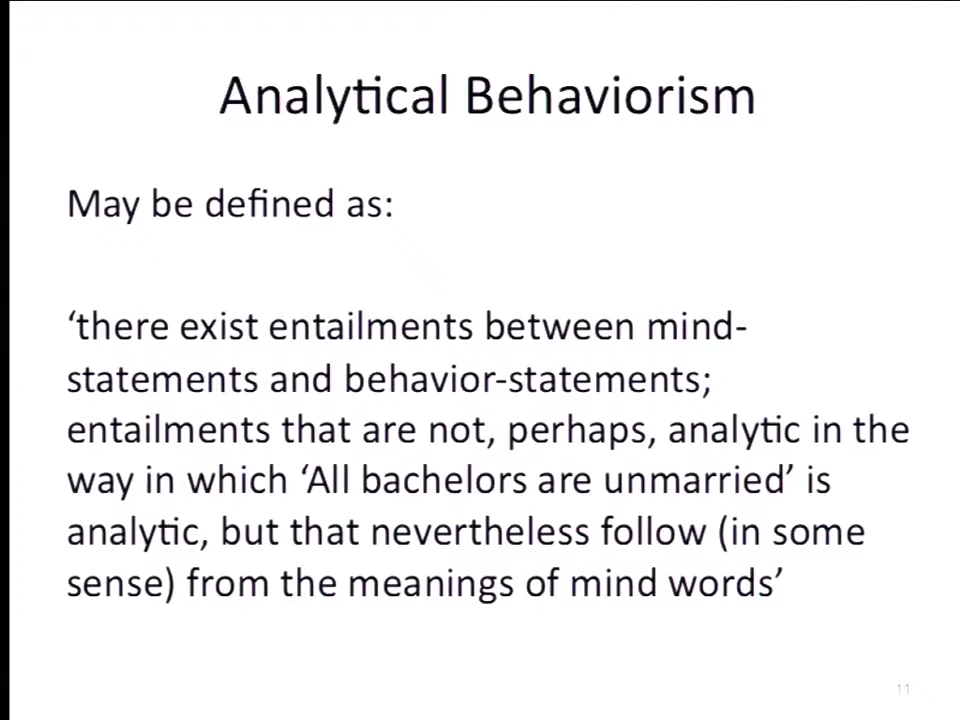 Analytical Behaviorism
May be defined as:
‘there exist entailments between mind-
statements and behavior-statements;
entailments that are not, perhaps, analytic in the
way in which ‘All bachelors are unmarried’ is
analytic, but that nevertheless follow (in some
sense) from the meanings of mind words’
11